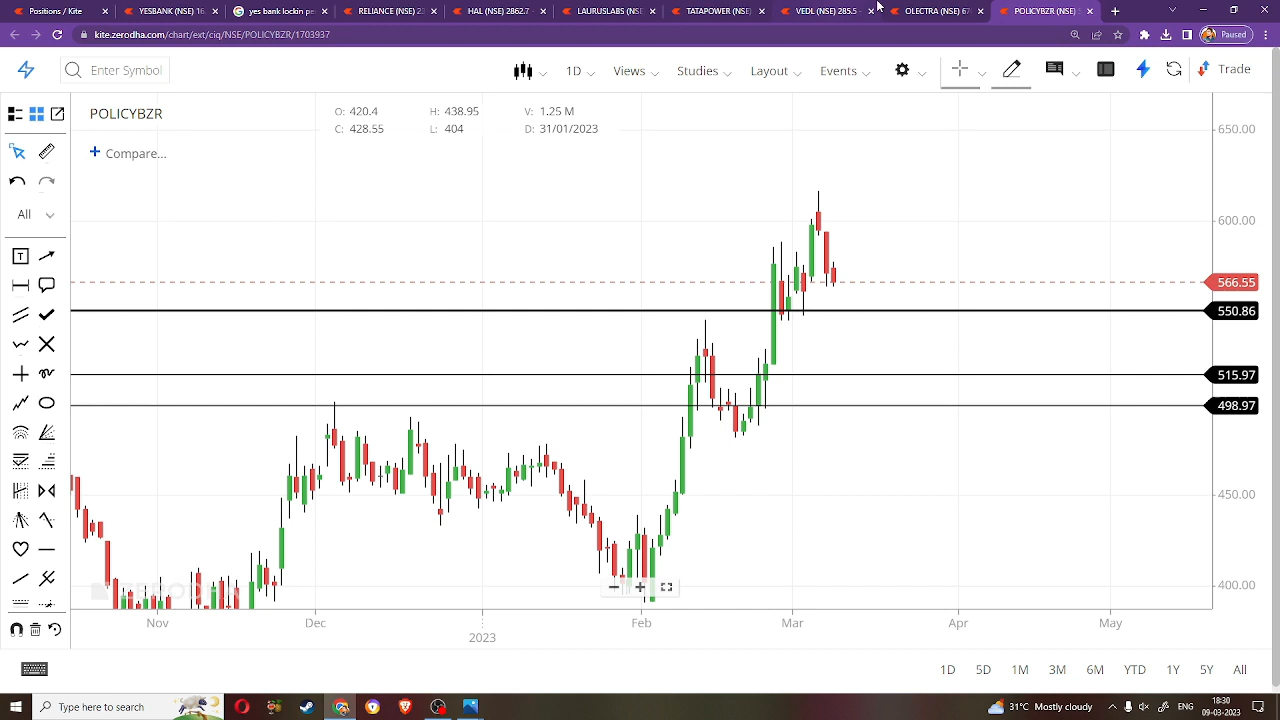 Positions / Kite
YESBANK (NSE) 16.
yes bank lockin pe
RELIANCE (NSE) 23
HAL (NSE) 2862.7
LAURUSLABS (NSE
TATAPOWER (NSE)
VEDL (NSE) 285.5
OLECTRA (NSE) 67
POLICYBZR (NSE)
kite.zerodha.com/chart/ext/ciq/NSE/POLICYBZR/1703937
Paused
Enter Symbol
1D
Views
Studies
Layout
Events
Trade
POLICYBZR
O: 420.4
H: 438.95
V: 1.25 M
C: 428.55
L: 404
D: 31/01/2023
+ Compare...
All
T
650.00
600.00
566.55
550.86
515.97
498.97
450.00
400.00
ZERODHA
Nov
Dec
2023
Feb
Mar
Apr
May
1D
5D
1M
3M
6M
YTD
1Y
5Y
All
Type here to search
31°C Mostly cloudy
18:30
09-03-2023